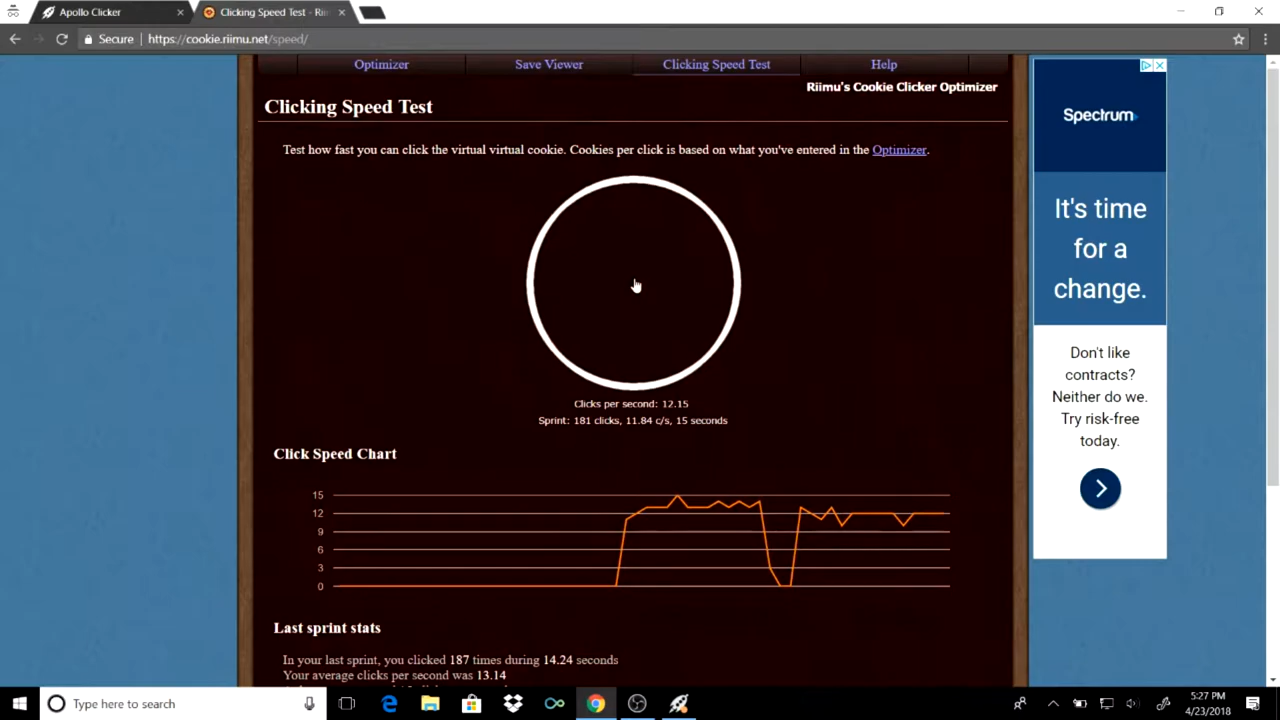 Apollo Clicker
Clicking Speed Test - Rii
Secure https://cookie.riimu.net/speed/
Optimizer
Save Viewer
Clicking Speed Test
Help
Riimu's Cookie Clicker Optimizer
Clicking Speed Test
Test how fast you can click the virtual virtual cookie. Cookies per click is based on what you've entered in the Optimizer.
Clicks per second: 12.15
Sprint: 181 clicks, 11.84 c/s, 15 seconds
Click Speed Chart
15
12
9
6
3
0
Last sprint stats
In your last sprint, you clicked 187 times during 14.24 seconds
Your average clicks per second was 13.14
Spectrum
It's time
for a
change.
Don't like
contracts?
Neither do we.
Try risk-free
today.
Type here to search
5:27 PM
4/23/2018